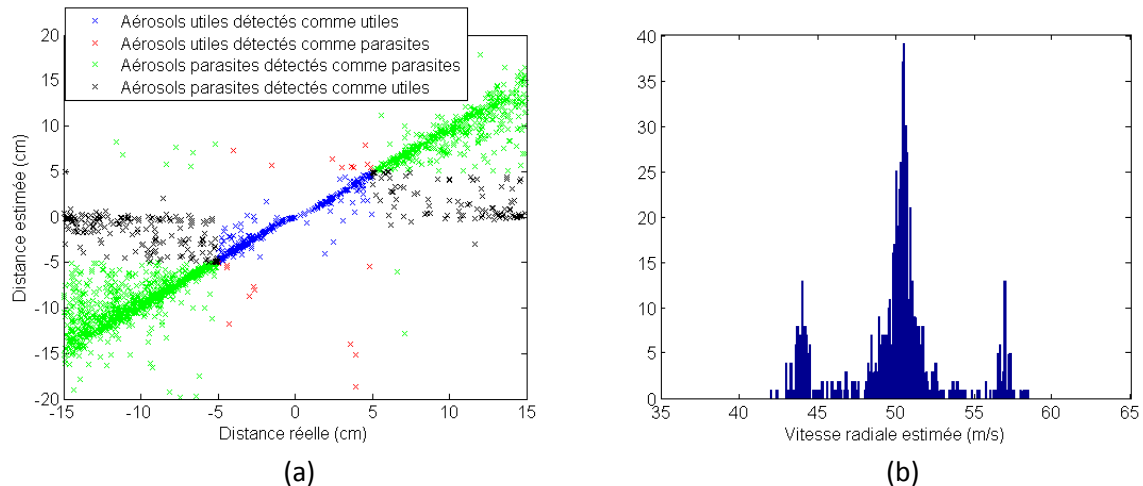 Aérosols utiles détectés comme utiles
Aérosols utiles détectés comme parasites
Aérosols parasites détectés comme parasites
Aérosols parasites détectés comme utiles
20
15
10
5
0
-5
-10
-15
-20
Distance estimée (cm)
-15 -10 -5 0 5 10 15
Distance réelle (cm)
(a)
40
35
30
25
20
15
10
5
0
35 40 45 50 55 60 65
Vitesse radiale estimée (m/s)
(b)